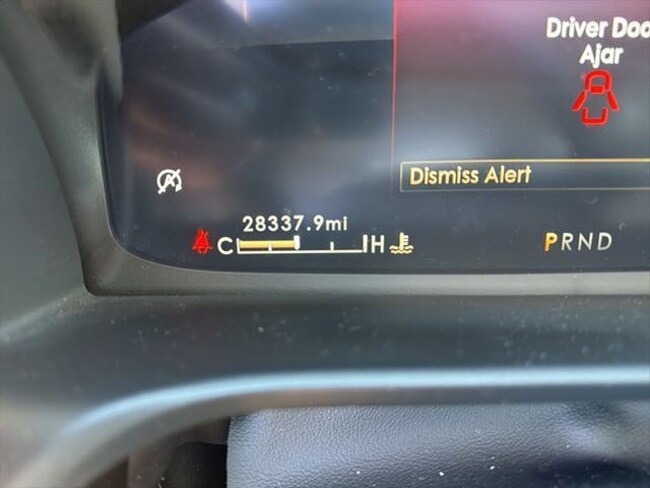 Driver Doo
Ajar
Dismiss Alert
28337.9mi
C H
PRND